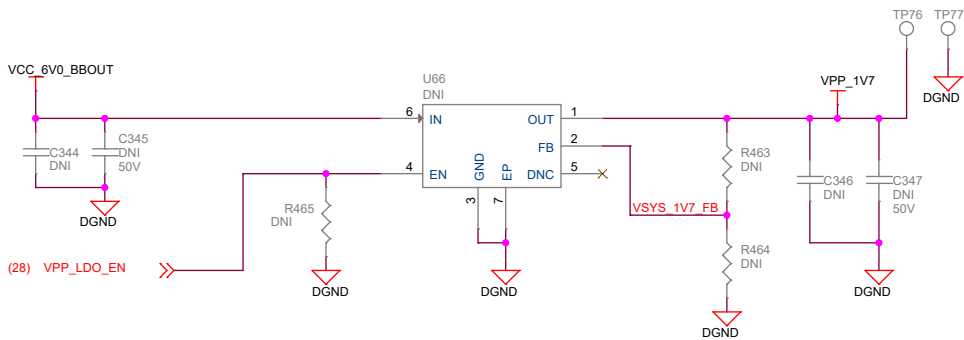 TP76
TP77
VCC_6V0_BBOUT
U66
DNI
VPP_1V7
DGND
6
IN
OUT
1
C344
DNI
C345
DNI
50V
FB
2
R463
DNI
4
EN
GND
EP
DNC
5
C346
DNI
C347
DNI
50V
3
7
DGND
R465
DNI
VSYS_1V7_FB
R464
DNI
(28) VPP_LDO_EN
DGND
DGND
DGND
DGND